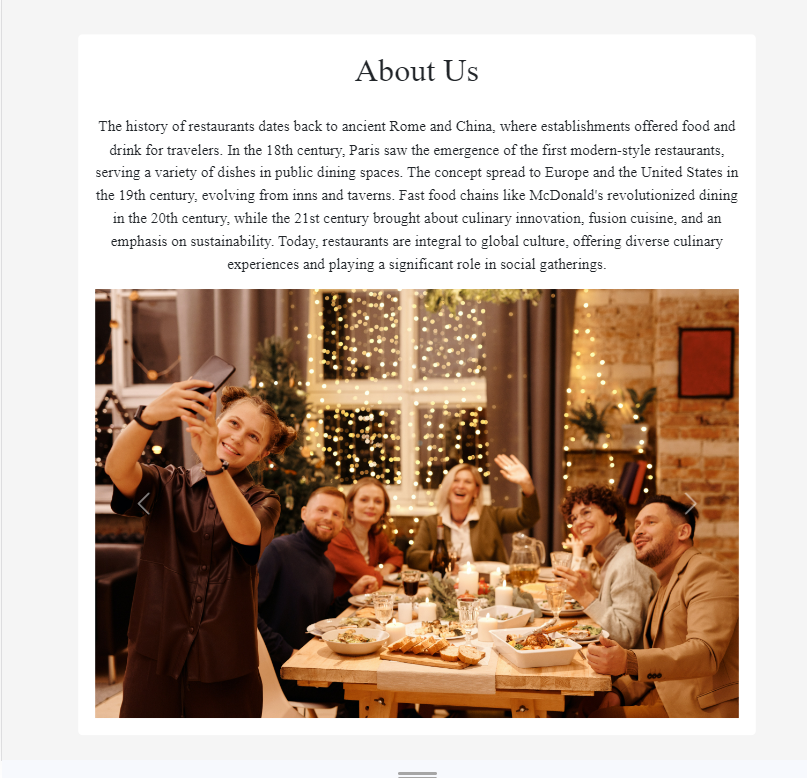 About Us
The history of restaurants dates back to ancient Rome and China, where establishments offered food and
drink for travelers. In the 18th century, Paris saw the emergence of the first modern-style restaurants,
serving a variety of dishes in public dining spaces. The concept spread to Europe and the United States in
the 19th century, evolving from inns and taverns. Fast food chains like McDonald's revolutionized dining
in the 20th century, while the 21st century brought about culinary innovation, fusion cuisine, and an
emphasis on sustainability. Today, restaurants are integral to global culture, offering diverse culinary
experiences and playing a significant role in social gatherings.